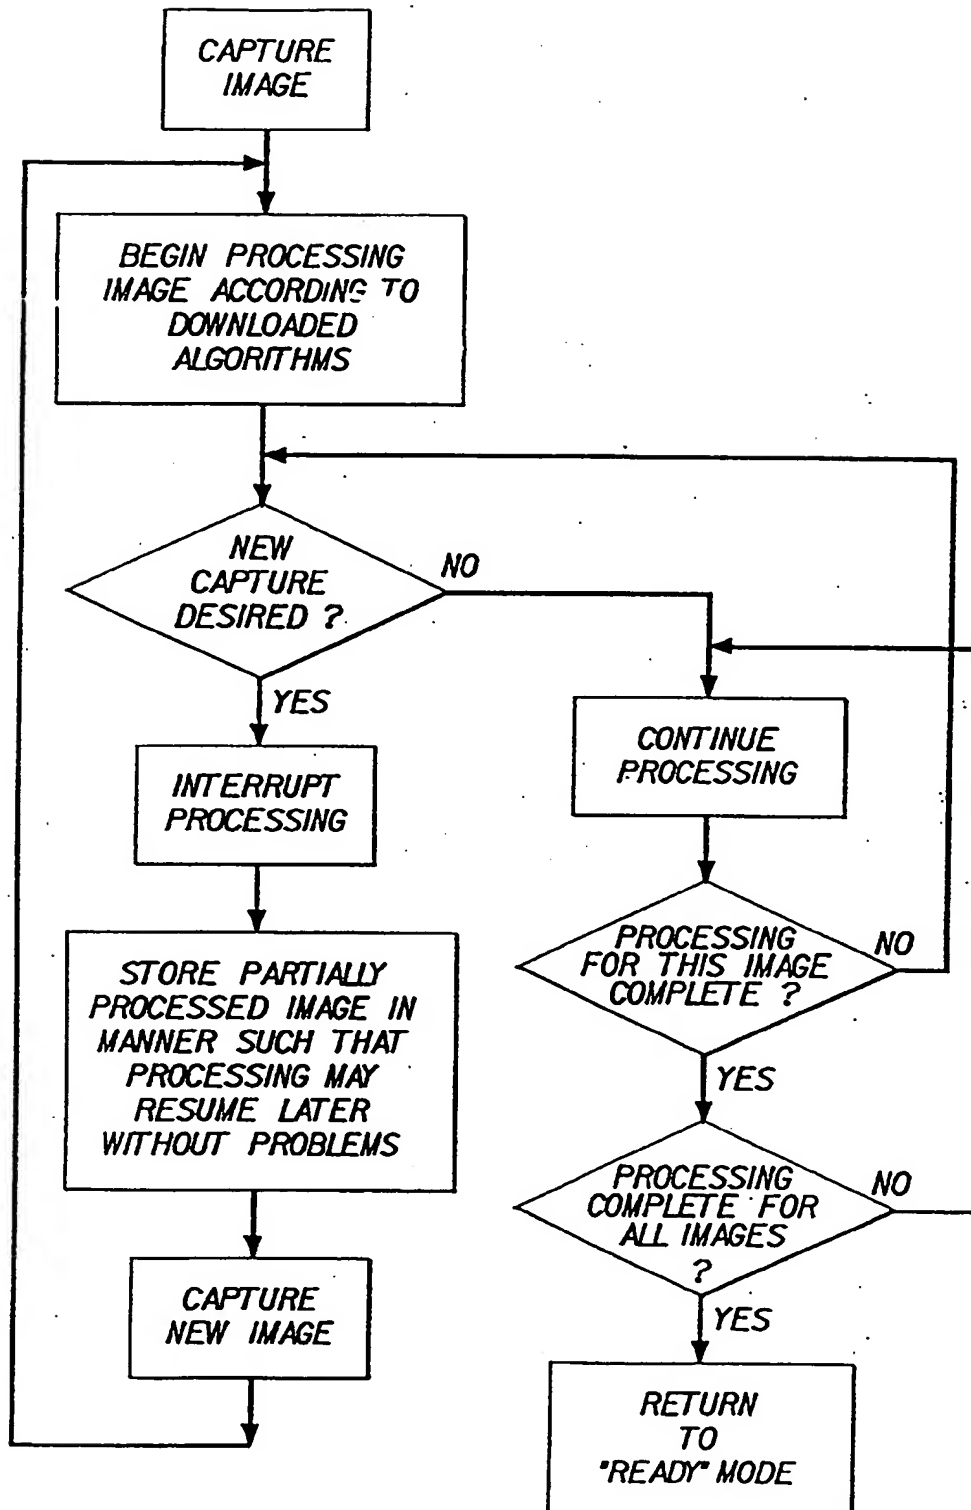 CAPTURE
IMAGE
BEGIN PROCESSING
IMAGE ACCORDING TO
DOWNLOADED
ALGORITHMS
NEW
CAPTURE
DESIRED ?
NO
YES
INTERRUPT
PROCESSING
STORE PARTIALLY
PROCESSED IMAGE IN
MANNER SUCH THAT
PROCESSING MAY
RESUME LATER
WITHOUT PROBLEMS
CAPTURE
NEW IMAGE
CONTINUE
PROCESSING
PROCESSING
FOR THIS IMAGE
COMPLETE ?
NO
YES
PROCESSING
COMPLETE FOR
ALL IMAGES
?
NO
YES
RETURN
TO
"READY" MODE